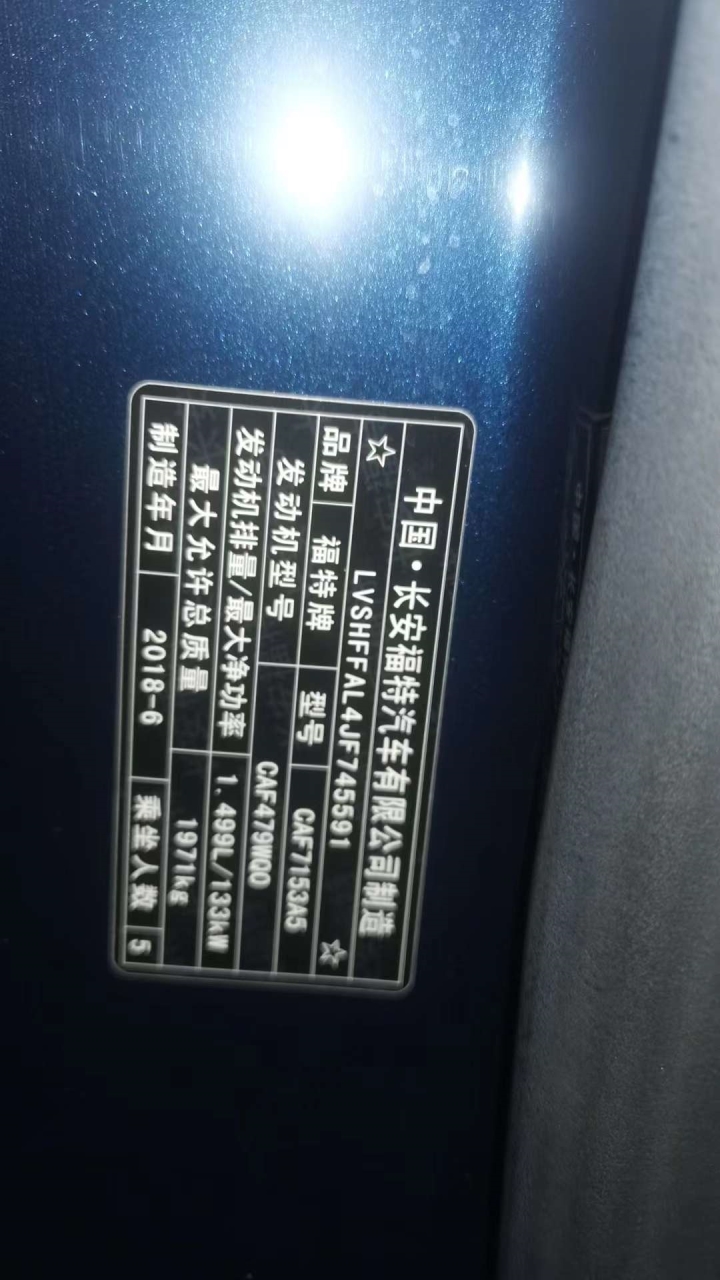 中国·长安福特汽车有限公司制造
☆ LVSHFFAL4JF745591 ☆
品牌 福特牌 型号 CAF7153A5
发动机型号 CAF479WQ0
发动机排量/最大净功率 1.499L/133kW
最大允许总质量 1971kg
制造年月 2018-6 乘坐人数 5